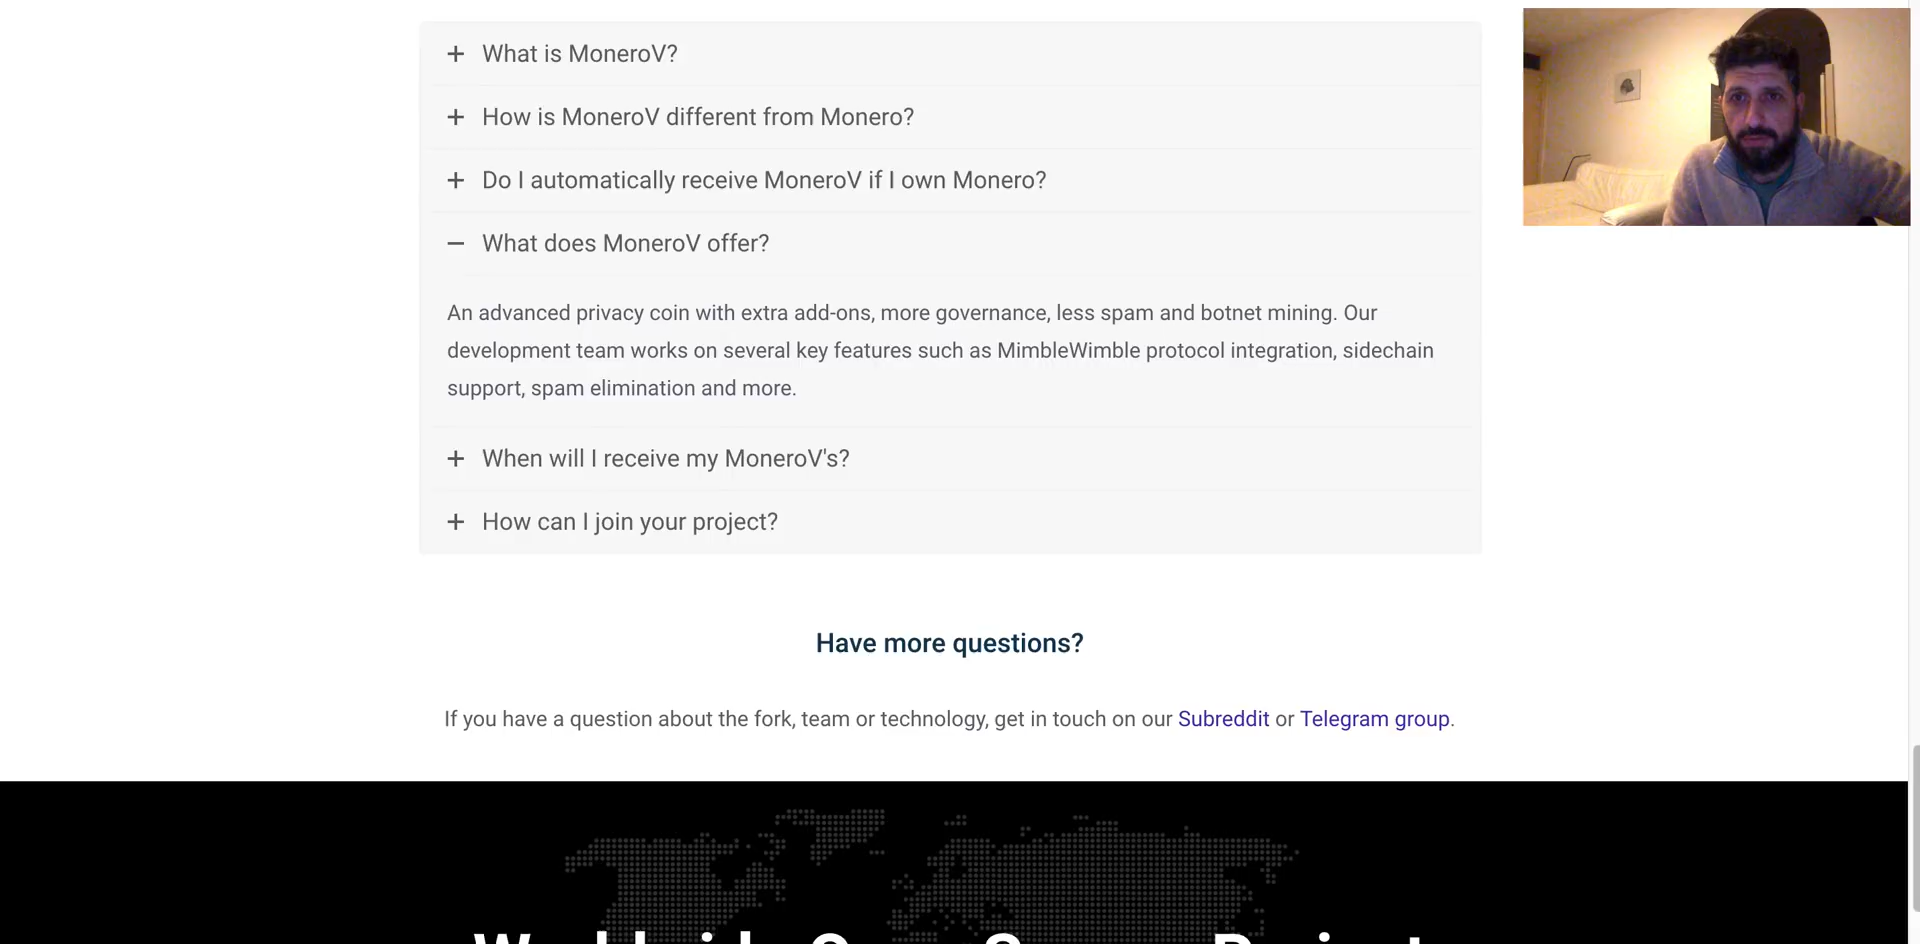 + What is MoneroV?
+ How is MoneroV different from Monero?
+ Do I automatically receive MoneroV if I own Monero?
− What does MoneroV offer?
An advanced privacy coin with extra add-ons, more governance, less spam and botnet mining. Our
development team works on several key features such as MimbleWimble protocol integration, sidechain
support, spam elimination and more.
+ When will I receive my MoneroV's?
+ How can I join your project?
Have more questions?
If you have a question about the fork, team or technology, get in touch on our Subreddit or Telegram group.